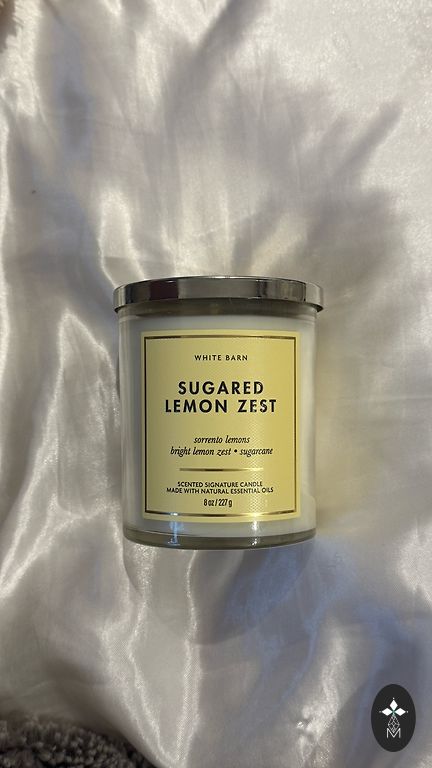 WHITE BARN
SUGARED
LEMON ZEST
sorrento lemons
bright lemon zest • sugarcane
SCENTED SIGNATURE CANDLE
MADE WITH NATURAL ESSENTIAL OILS
8 oz / 227 g
M